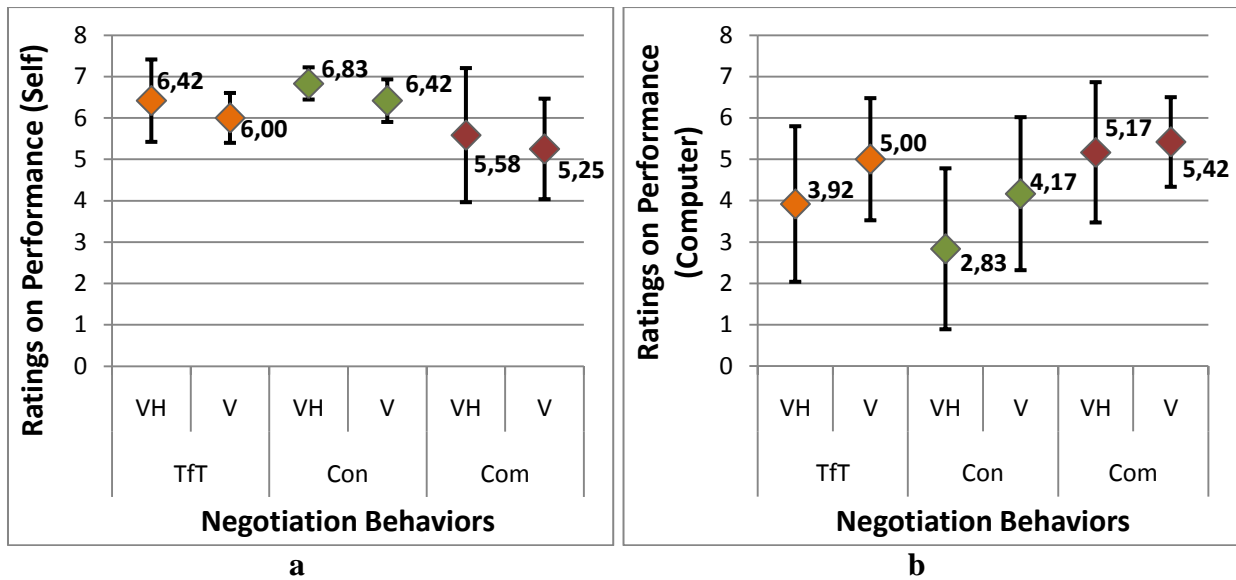 Ratings on Performance (Self)
8
7
6
5
4
3
2
1
0
6,42
6,00
6,83
6,42
5,58
5,25
VH V VH V VH V
TfT Con Com
Negotiation Behaviors
a
Ratings on Performance
(Computer)
8
7
6
5
4
3
2
1
0
3,92
5,00
2,83
4,17
5,17
5,42
VH V VH V VH V
TfT Con Com
Negotiation Behaviors
b